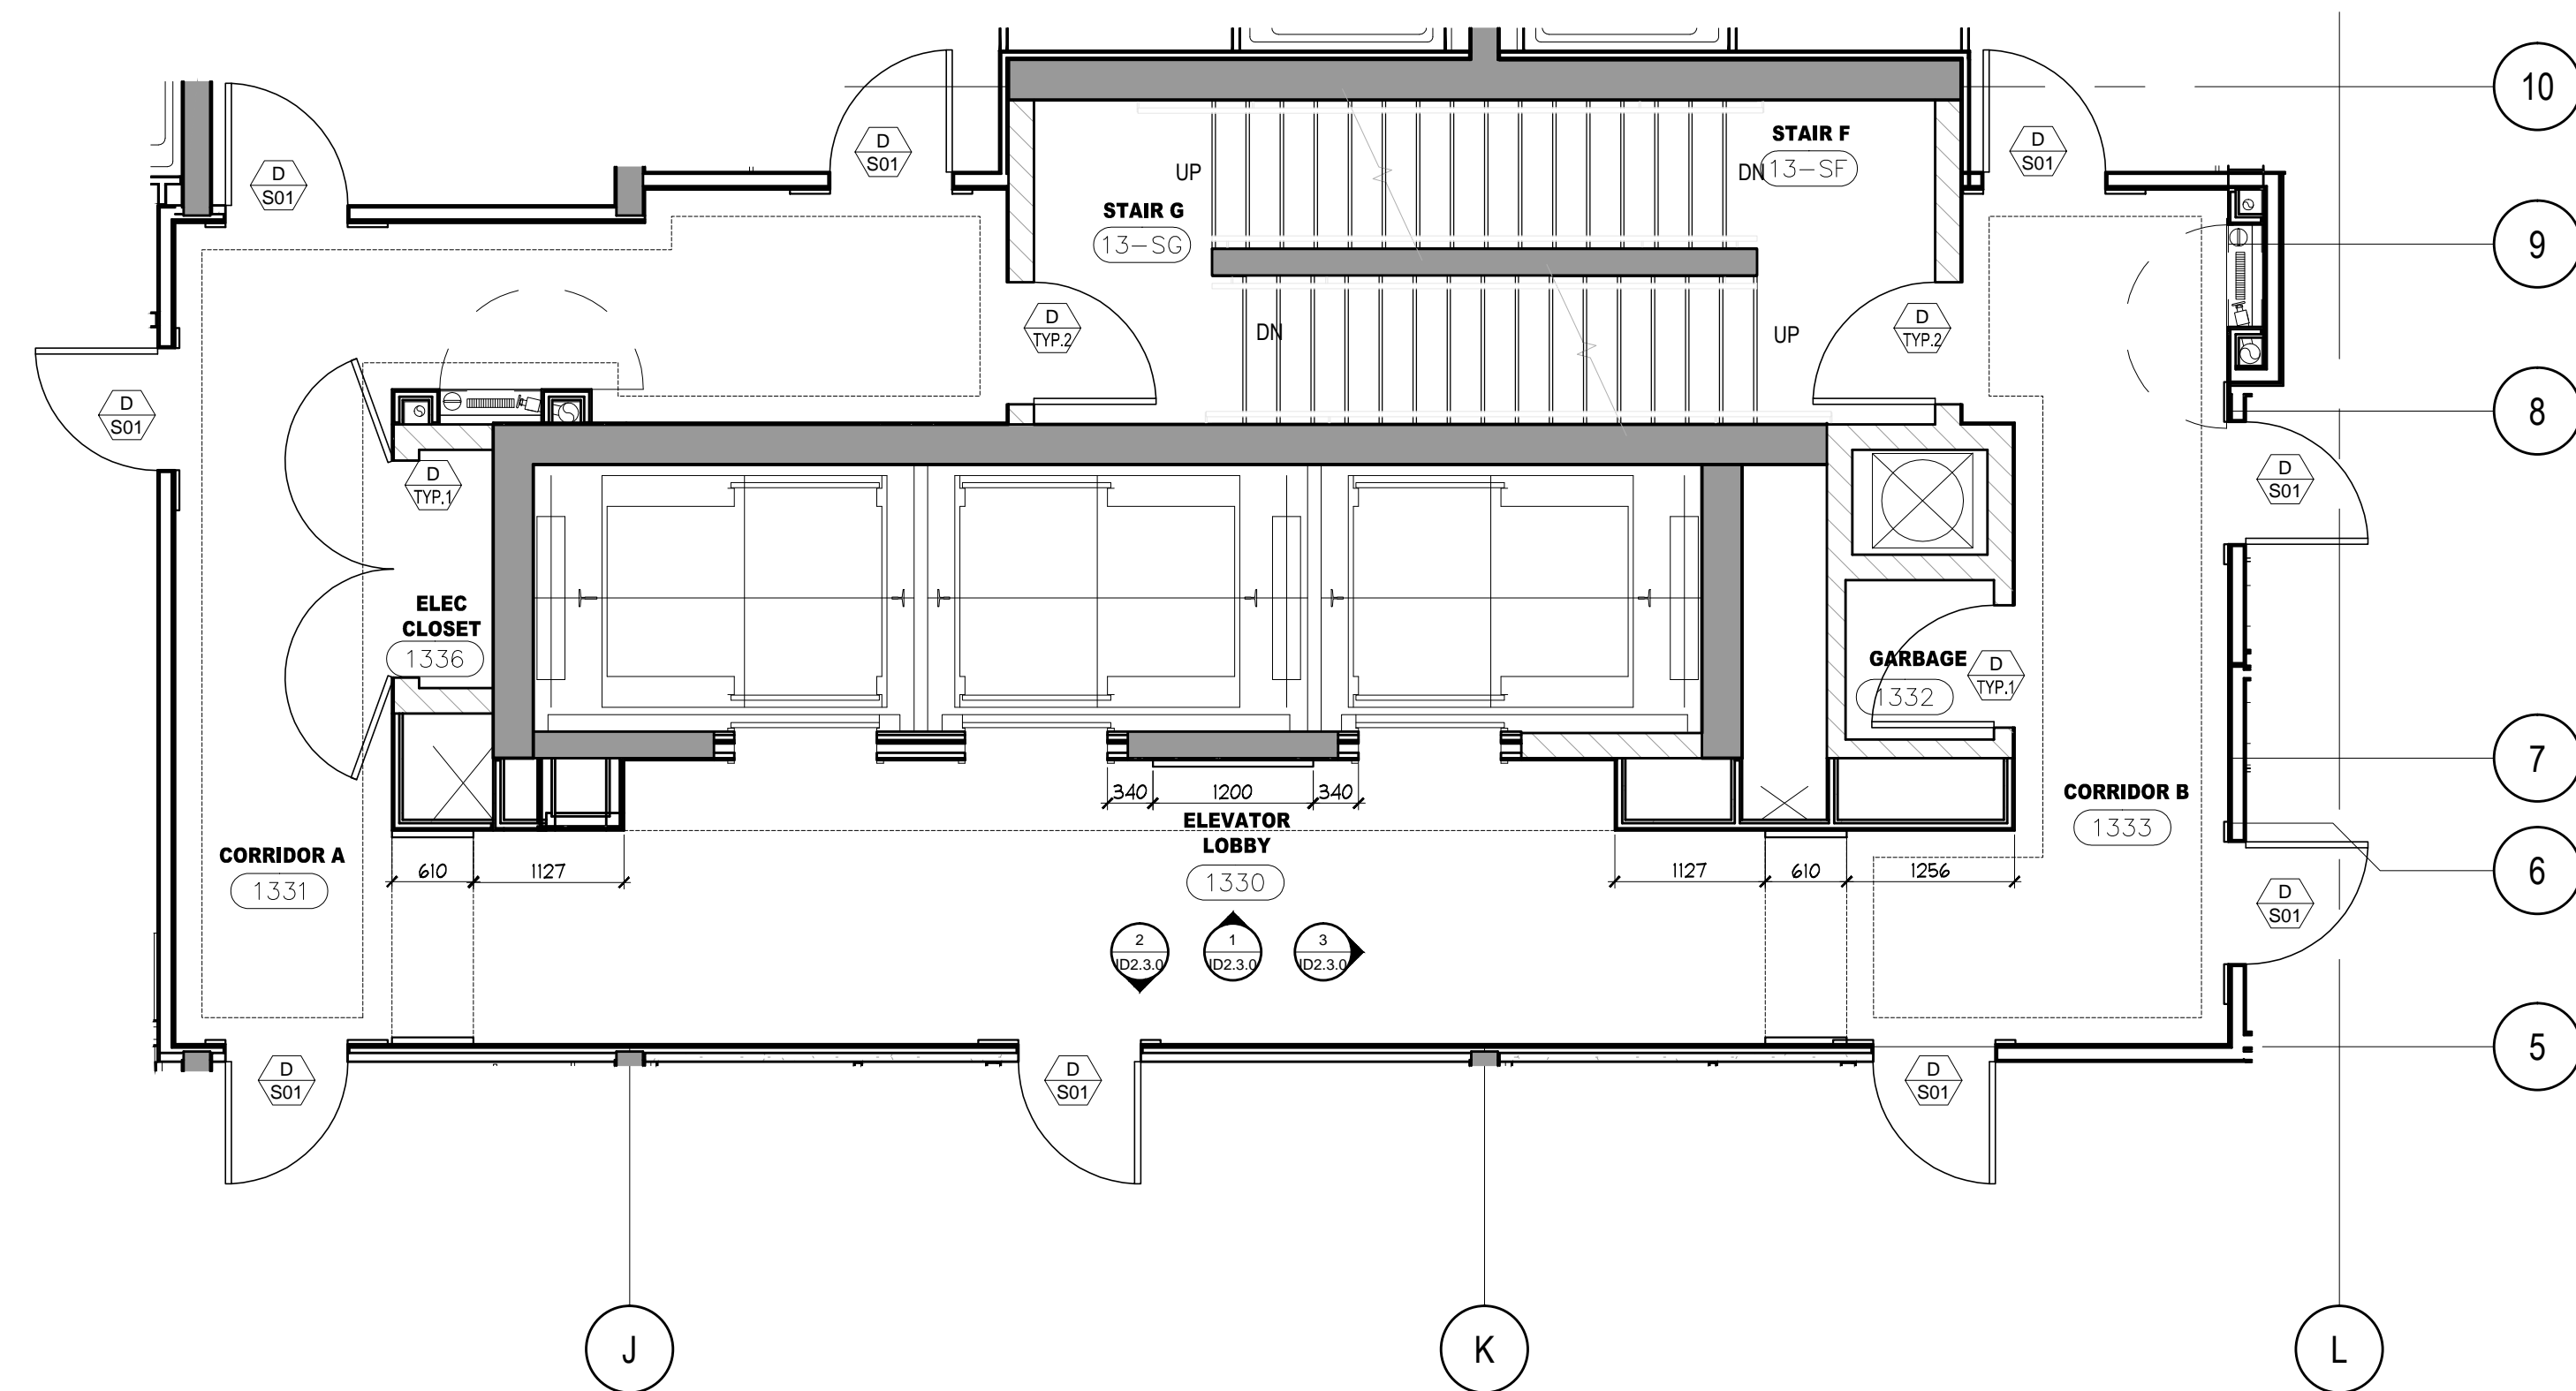 10
D
S01
D
S01
D
S01
STAIR F
13-SF
UP
DN
STAIR G
13-SG
9
D
TYP.2
D
TYP.2
DN
UP
8
D
S01
D
S01
D
TYP.1
ELEC
CLOSET
1336
GARBAGE
1332
D
TYP.1
7
340
1200
340
CORRIDOR B
1333
ELEVATOR
LOBBY
1330
CORRIDOR A
1331
610
1127
1127
610
1256
6
D
S01
2
ID2.3.0
1
ID2.3.0
3
ID2.3.0
5
D
S01
D
S01
D
S01
J
K
L